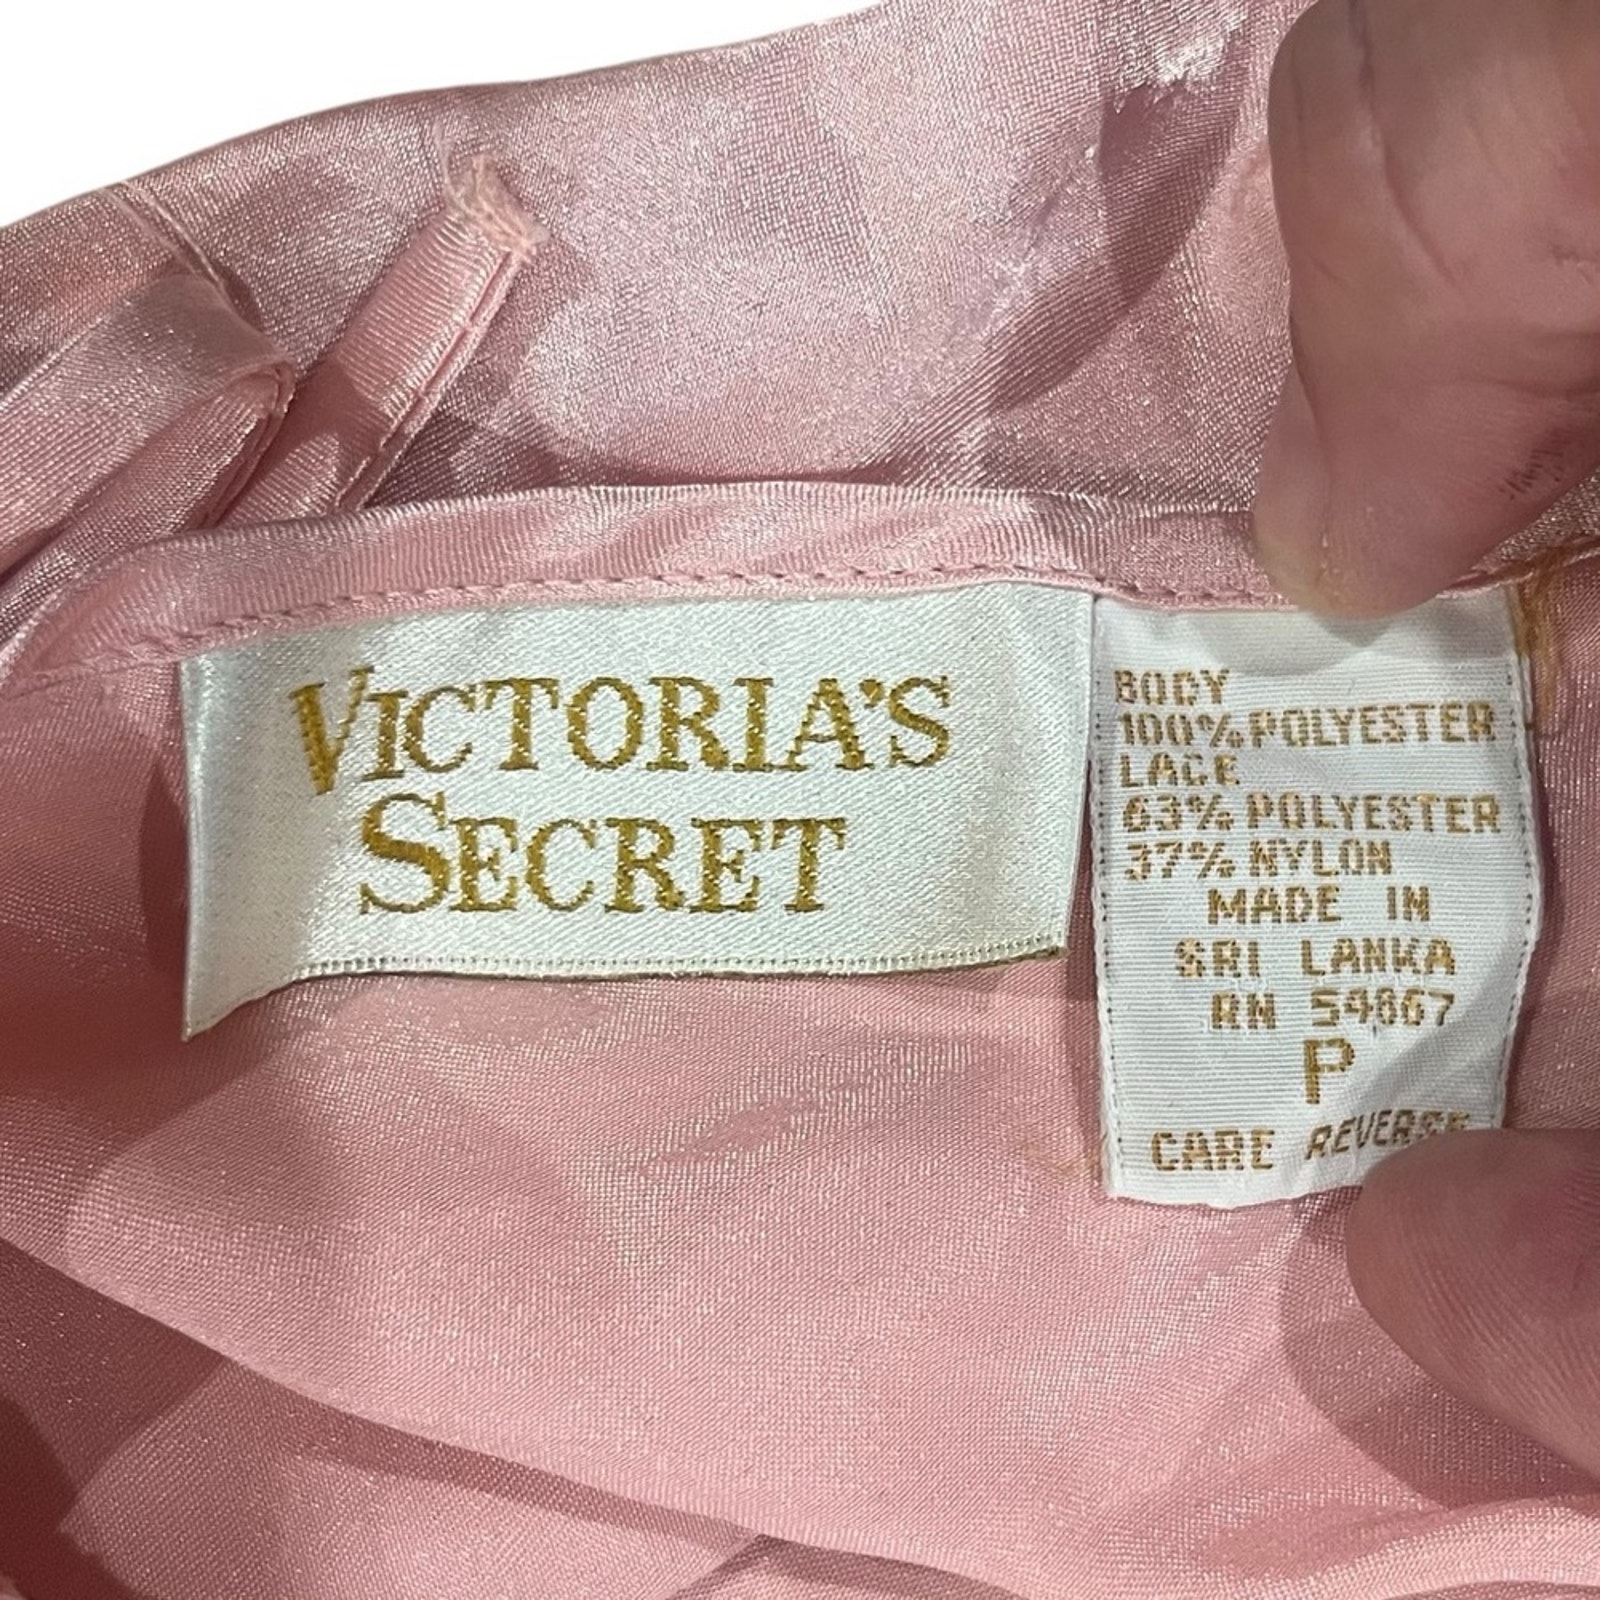 VICTORIA'S
SECRET
BODY
100% POLYESTER
LACE
63% POLYESTER
37% NYLON
MADE IN
SRI LANKA
RN 54867
P
CARE REVERSE